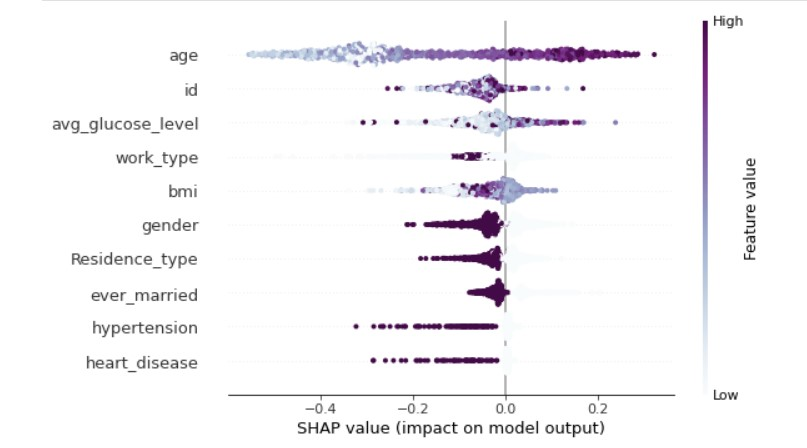 High
age
id
avg_glucose_level
work_type
bmi
gender
Residence_type
ever_married
hypertension
heart_disease
Feature value
Low
−0.4 −0.2 0.0 0.2
SHAP value (impact on model output)